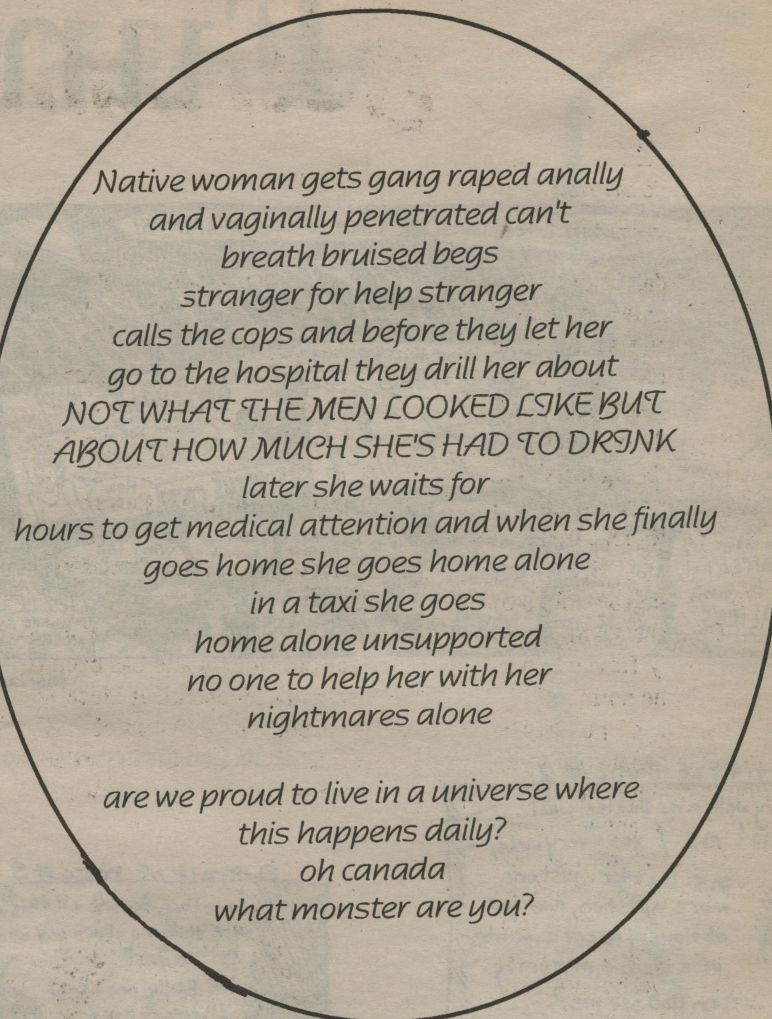 Native woman gets gang raped anally
and vaginally penetrated can't
breath bruised begs
stranger for help stranger
calls the cops and before they let her
go to the hospital they drill her about
NOT WHAT THE MEN LOOKED LIKE BUT
ABOUT HOW MUCH SHE'S HAD TO DRINK
later she waits for
hours to get medical attention and when she finally
goes home she goes home alone
in a taxi she goes
home alone unsupported
no one to help her with her
nightmares alone
are we proud to live in a universe where
this happens daily?
oh canada
what monster are you?